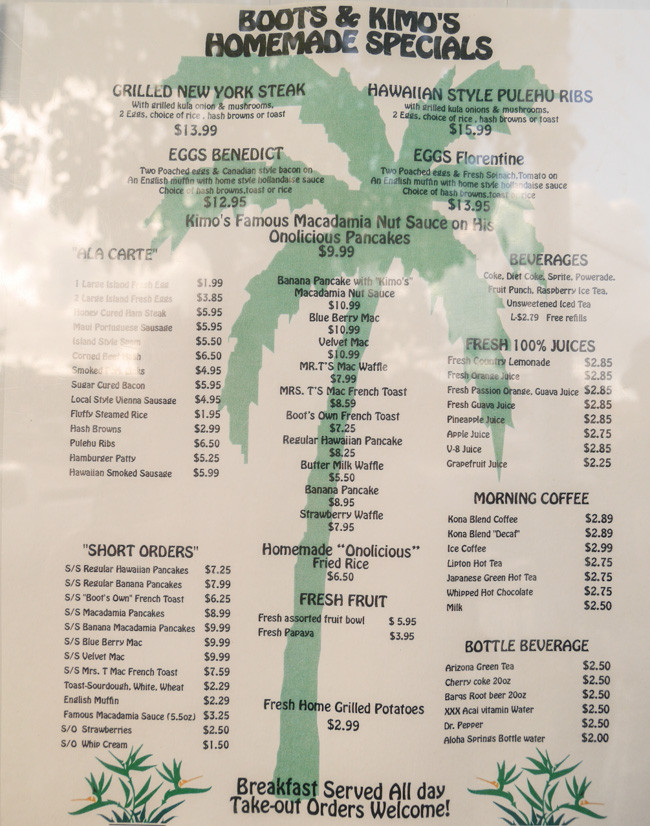 BOOTS & KIMO'S
HOMEMADE SPECIALS
GRILLED NEW YORK STEAK
With grilled kula onion & mushrooms,
2 Eggs, choice of rice, hash browns or toast
$13.99
HAWAIIAN STYLE PULEHU RIBS
with grilled kula onions & mushrooms,
2 Eggs, choice of rice, hash browns or toast
$15.99
EGGS BENEDICT
Two Poached eggs & Canadian style bacon on
An English muffin with home style hollandaise sauce
Choice of hash browns, toast or rice
$12.95
EGGS Florentine
Two poached eggs & Fresh Spinach, Tomato on
An English muffin with home style hollandaise sauce
Choice of hash browns, toast or rice
$13.95
Kimo's Famous Macadamia Nut Sauce on His
Onolicious Pancakes
$9.99
"ALA CARTE"
1 Large Island Fresh Egg $1.99
2 Large Island Fresh Eggs $3.85
Honey Cured Ham Steak $5.95
Maui Portuguese Sausage $5.95
Island Style $5.50
Corned Beef Hash $6.50
Smoked $4.95
Sugar Cured Bacon $5.95
Local Style Vienna Sausage $4.95
Fluffy Steamed Rice $1.95
Hash Browns $2.99
Pulehu Ribs $6.50
Hamburger Patty $5.25
Hawaiian Smoked Sausage $5.99
Banana Pancake with "Kimo's"
Macadamia Nut Sauce
$10.99
Blue Berry Mac
$10.99
Velvet Mac
$10.99
MR.T'S Mac Waffle
$7.99
MRS. T'S Mac French Toast
$8.59
Boot's Own French Toast
$7.25
Regular Hawaiian Pancake
$8.25
Butter Milk Waffle
$5.50
Banana Pancake
$8.95
Strawberry Waffle
$7.95
BEVERAGES
Coke, Diet Coke, Sprite, Powerade,
Fruit Punch, Raspberry Ice Tea,
Unsweetened Iced Tea
L-$2.79 Free refills
FRESH 100% JUICES
Fresh Country Lemonade $2.85
Fresh Orange Juice $2.85
Fresh Passion Orange, Guava Juice $2.85
Fresh Guava Juice $2.85
Pineapple Juice $2.85
Apple Juice $2.75
V-8 Juice $2.85
Grapefruit Juice $2.25
MORNING COFFEE
Kona Blend Coffee $2.89
Kona Blend "Decaf" $2.89
Ice Coffee $2.99
Lipton Hot Tea $2.75
Japanese Green Hot Tea $2.75
Whipped Hot Chocolate $2.75
Milk $2.50
"SHORT ORDERS"
S/S Regular Hawaiian Pancakes $7.25
S/S Regular Banana Pancakes $7.99
S/S "Boot's Own" French Toast $6.25
S/S Macadamia Pancakes $8.99
S/S Banana Macadamia Pancakes $9.99
S/S Blue Berry Mac $9.99
S/S Velvet Mac $9.99
S/S Mrs. T Mac French Toast $7.59
Toast-Sourdough, White, Wheat $2.29
English Muffin $2.29
Famous Macadamia Sauce (5.5oz) $3.25
S/O Strawberries $2.50
S/O Whip Cream $1.50
Homemade "Onolicious"
Fried Rice
$6.50
FRESH FRUIT
Fresh assorted fruit bowl $5.95
Fresh Papaya $3.95
Fresh Home Grilled Potatoes
$2.99
BOTTLE BEVERAGE
Arizona Green Tea $2.50
Cherry coke 20oz $2.50
Barqs Root beer 20oz $2.50
XXX Acai vitamin Water $2.50
Dr. Pepper $2.50
Aloha Springs Bottle water $2.00
Breakfast Served All day
Take-out Orders Welcome!